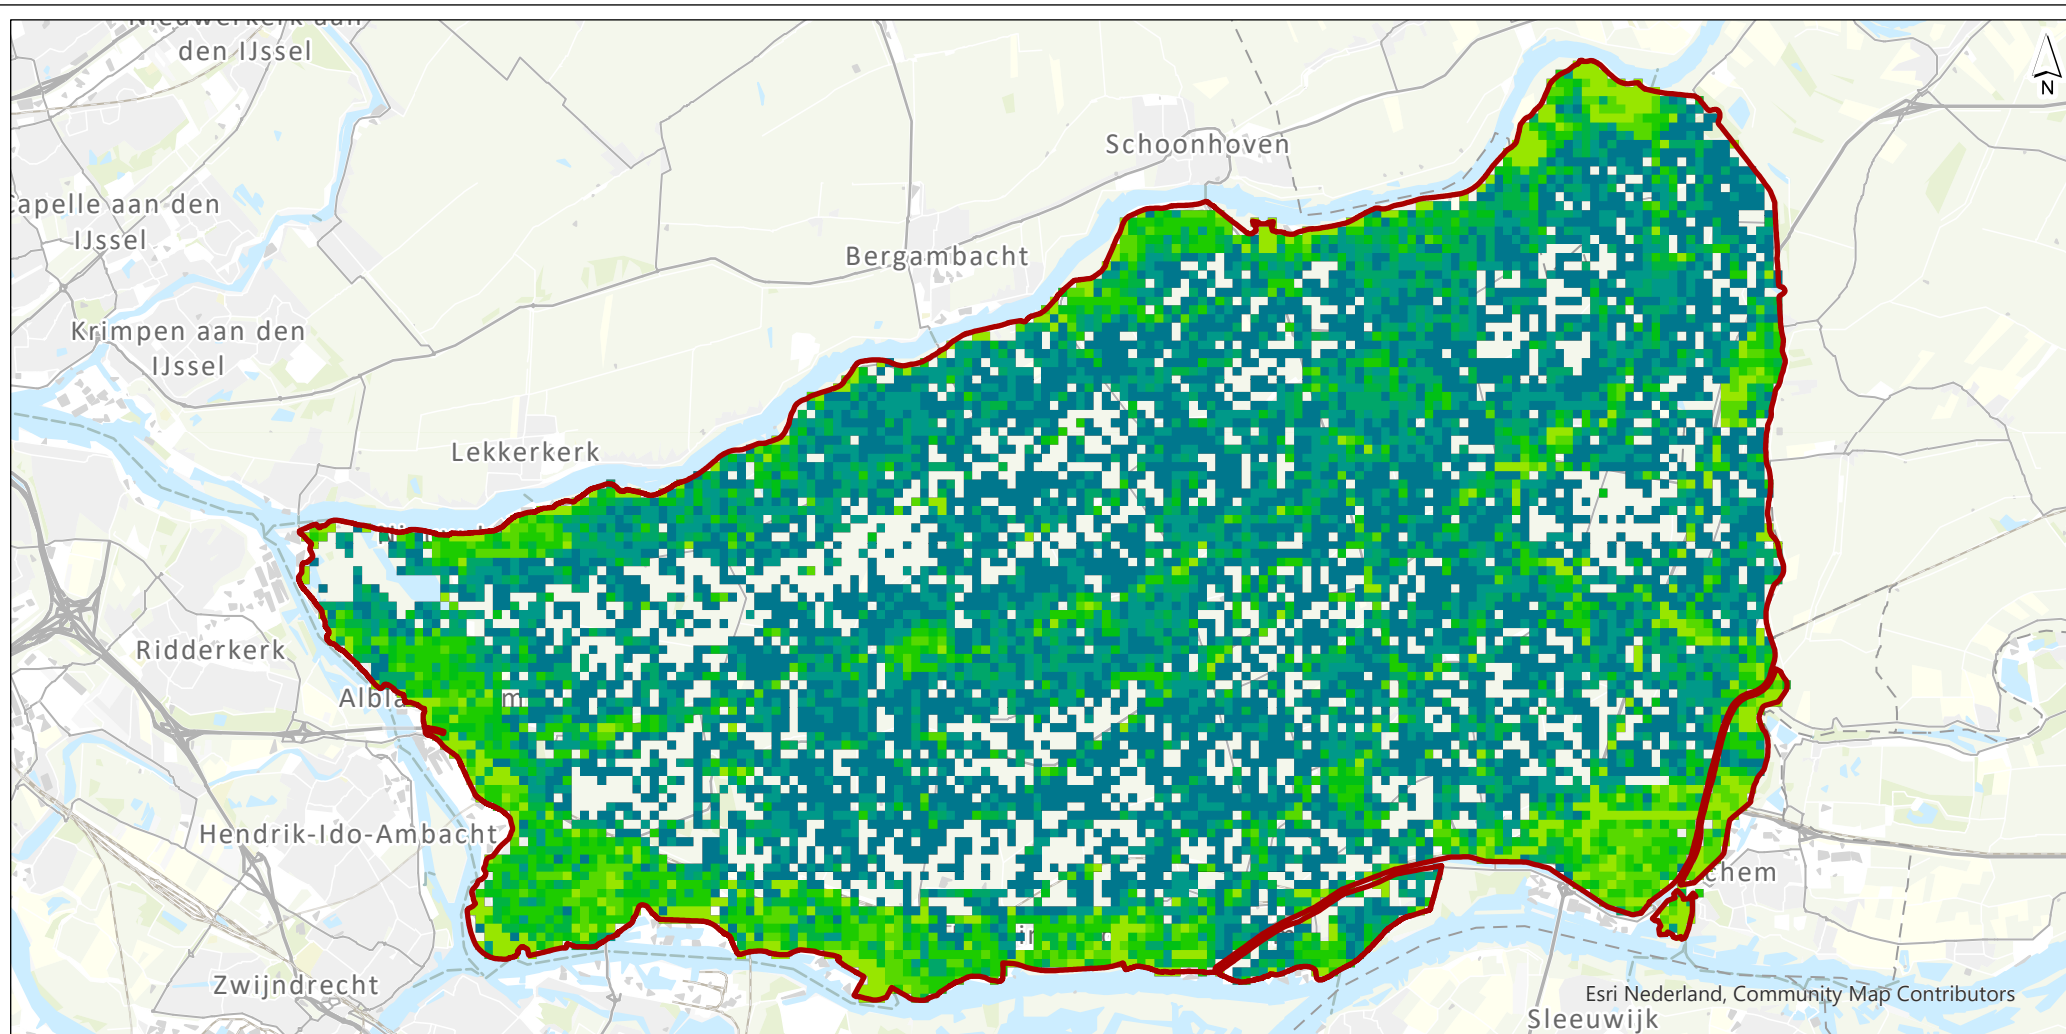 den IJssel
Schoonhoven
N
Capelle aan den
IJssel
Bergambacht
Krimpen aan den
IJssel
Lekkerkerk
Ridderkerk
Hendrik-Ido-Ambacht
chem
Zwijndrecht
Esri Nederland, Community Map Contributors
Sleeuwijk